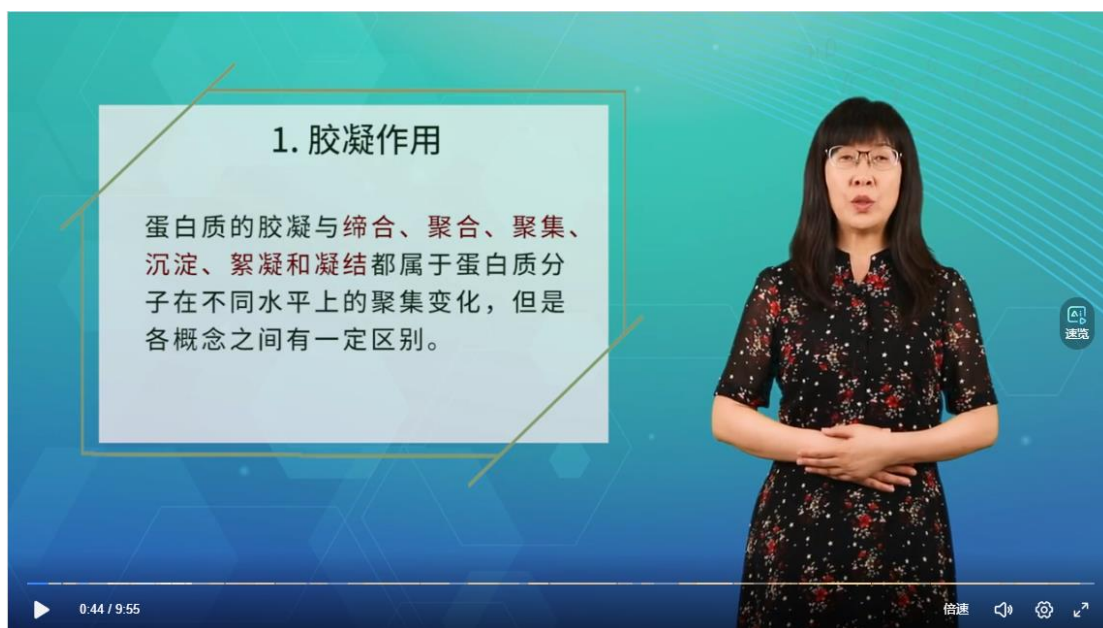 1. 胶凝作用
蛋白质的胶凝与缔合、聚合、聚集、
沉淀、絮凝和凝结都属于蛋白质分
子在不同水平上的聚集变化，但是
各概念之间有一定区别。
Ai
速览
0:44 / 9:55
倍速